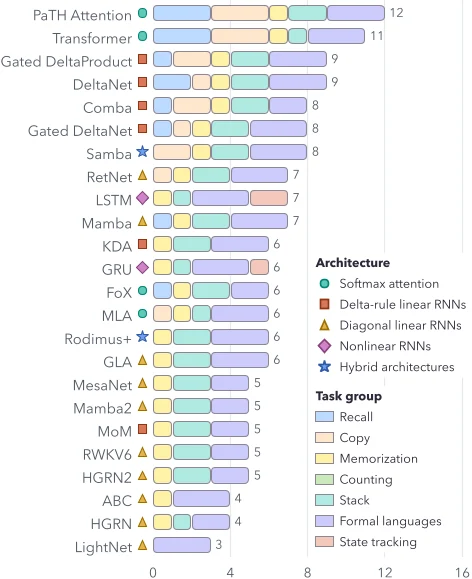 PaTH Attention 12
Transformer 11
Gated DeltaProduct 9
DeltaNet 9
Comba 8
Gated DeltaNet 8
Samba 8
RetNet 7
LSTM 7
Mamba 7
KDA 6
GRU 6
FoX 6
MLA 6
Rodimus+ 6
GLA 6
MesaNet 5
Mamba2 5
MoM 5
RWKV6 5
HGRN2 5
ABC 4
HGRN 4
LightNet 3
0 4 8 12 16
Architecture
Softmax attention
Delta-rule linear RNNs
Diagonal linear RNNs
Nonlinear RNNs
Hybrid architectures
Task group
Recall
Copy
Memorization
Counting
Stack
Formal languages
State tracking